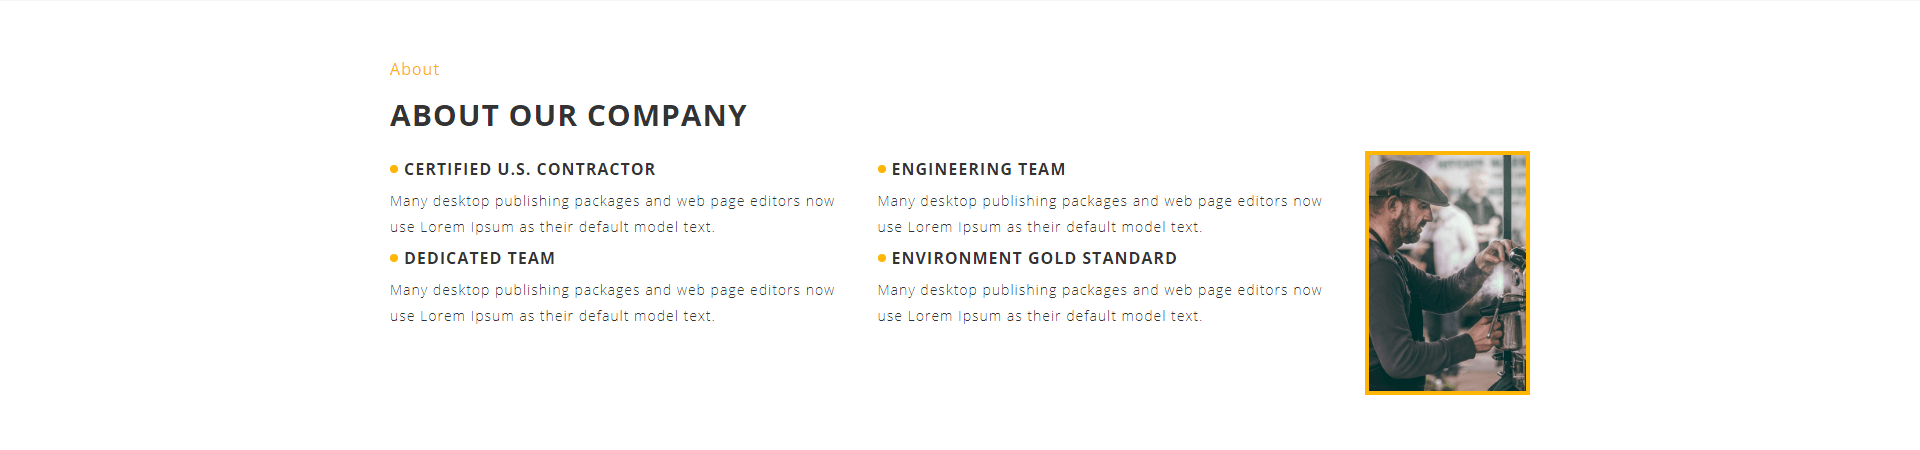 About
ABOUT OUR COMPANY
CERTIFIED U.S. CONTRACTOR
Many desktop publishing packages and web page editors now
use Lorem Ipsum as their default model text.
DEDICATED TEAM
Many desktop publishing packages and web page editors now
use Lorem Ipsum as their default model text.
ENGINEERING TEAM
Many desktop publishing packages and web page editors now
use Lorem Ipsum as their default model text.
ENVIRONMENT GOLD STANDARD
Many desktop publishing packages and web page editors now
use Lorem Ipsum as their default model text.